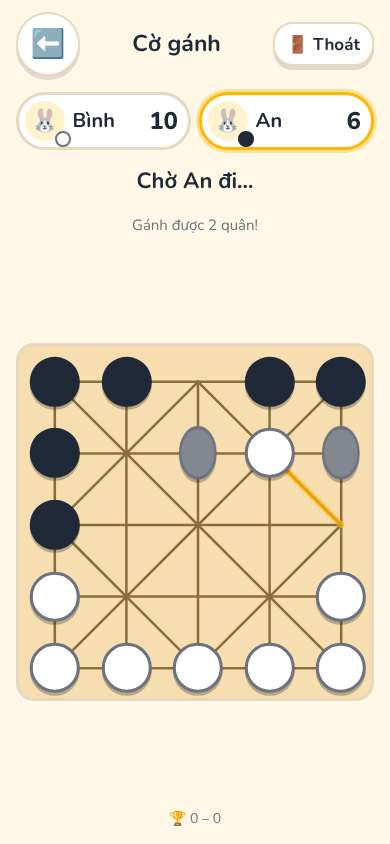 Cờ gánh
🚪 Thoát
Bình 10
An 6
Chờ An đi...
Gánh được 2 quân!
🏆 0 – 0